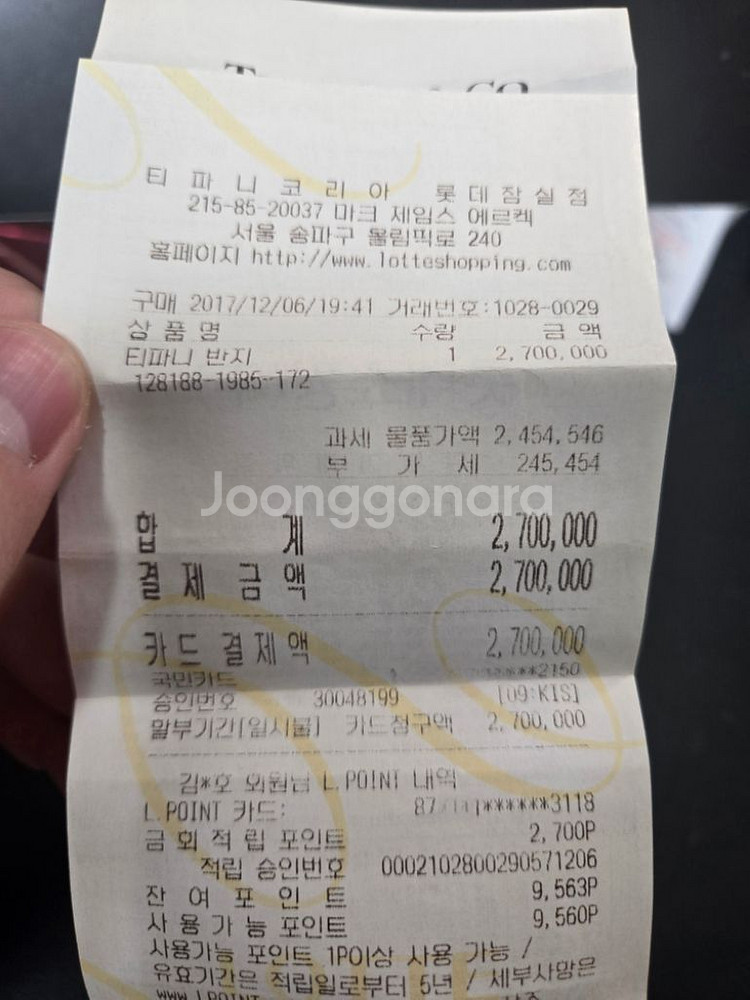 티파니코리아 롯데잠실점
215-85-20037 마크 제임스 에르켁
서울 송파구 올림픽로 240
홈페이지 http://www.lotteshopping.com
구매 2017/12/06/19:41 거래번호:1028-0029
상품명 수량 금액
티파니 반지 1 2,700,000
128188-1985-172
과세 물품가액 2,454,546
부 가 세 245,454
Joonggonara
합 계 2,700,000
결제금액 2,700,000
카드결제액 2,700,000
국민카드 ****2150
승인번호 30048199 [09:KIS]
할부기간[일시불] 카드청구액 2,700,000
김*호 회원님 L.POINT 내역
L.POINT 카드: ******3118
금회적립포인트 2,700P
적립 승인번호 0002102800290571206
잔여포인트 9,563P
사용가능포인트 9,560P
사용가능 포인트 1P이상 사용 가능 /
유효기간은 적립일로부터 5년 / 세부사항은